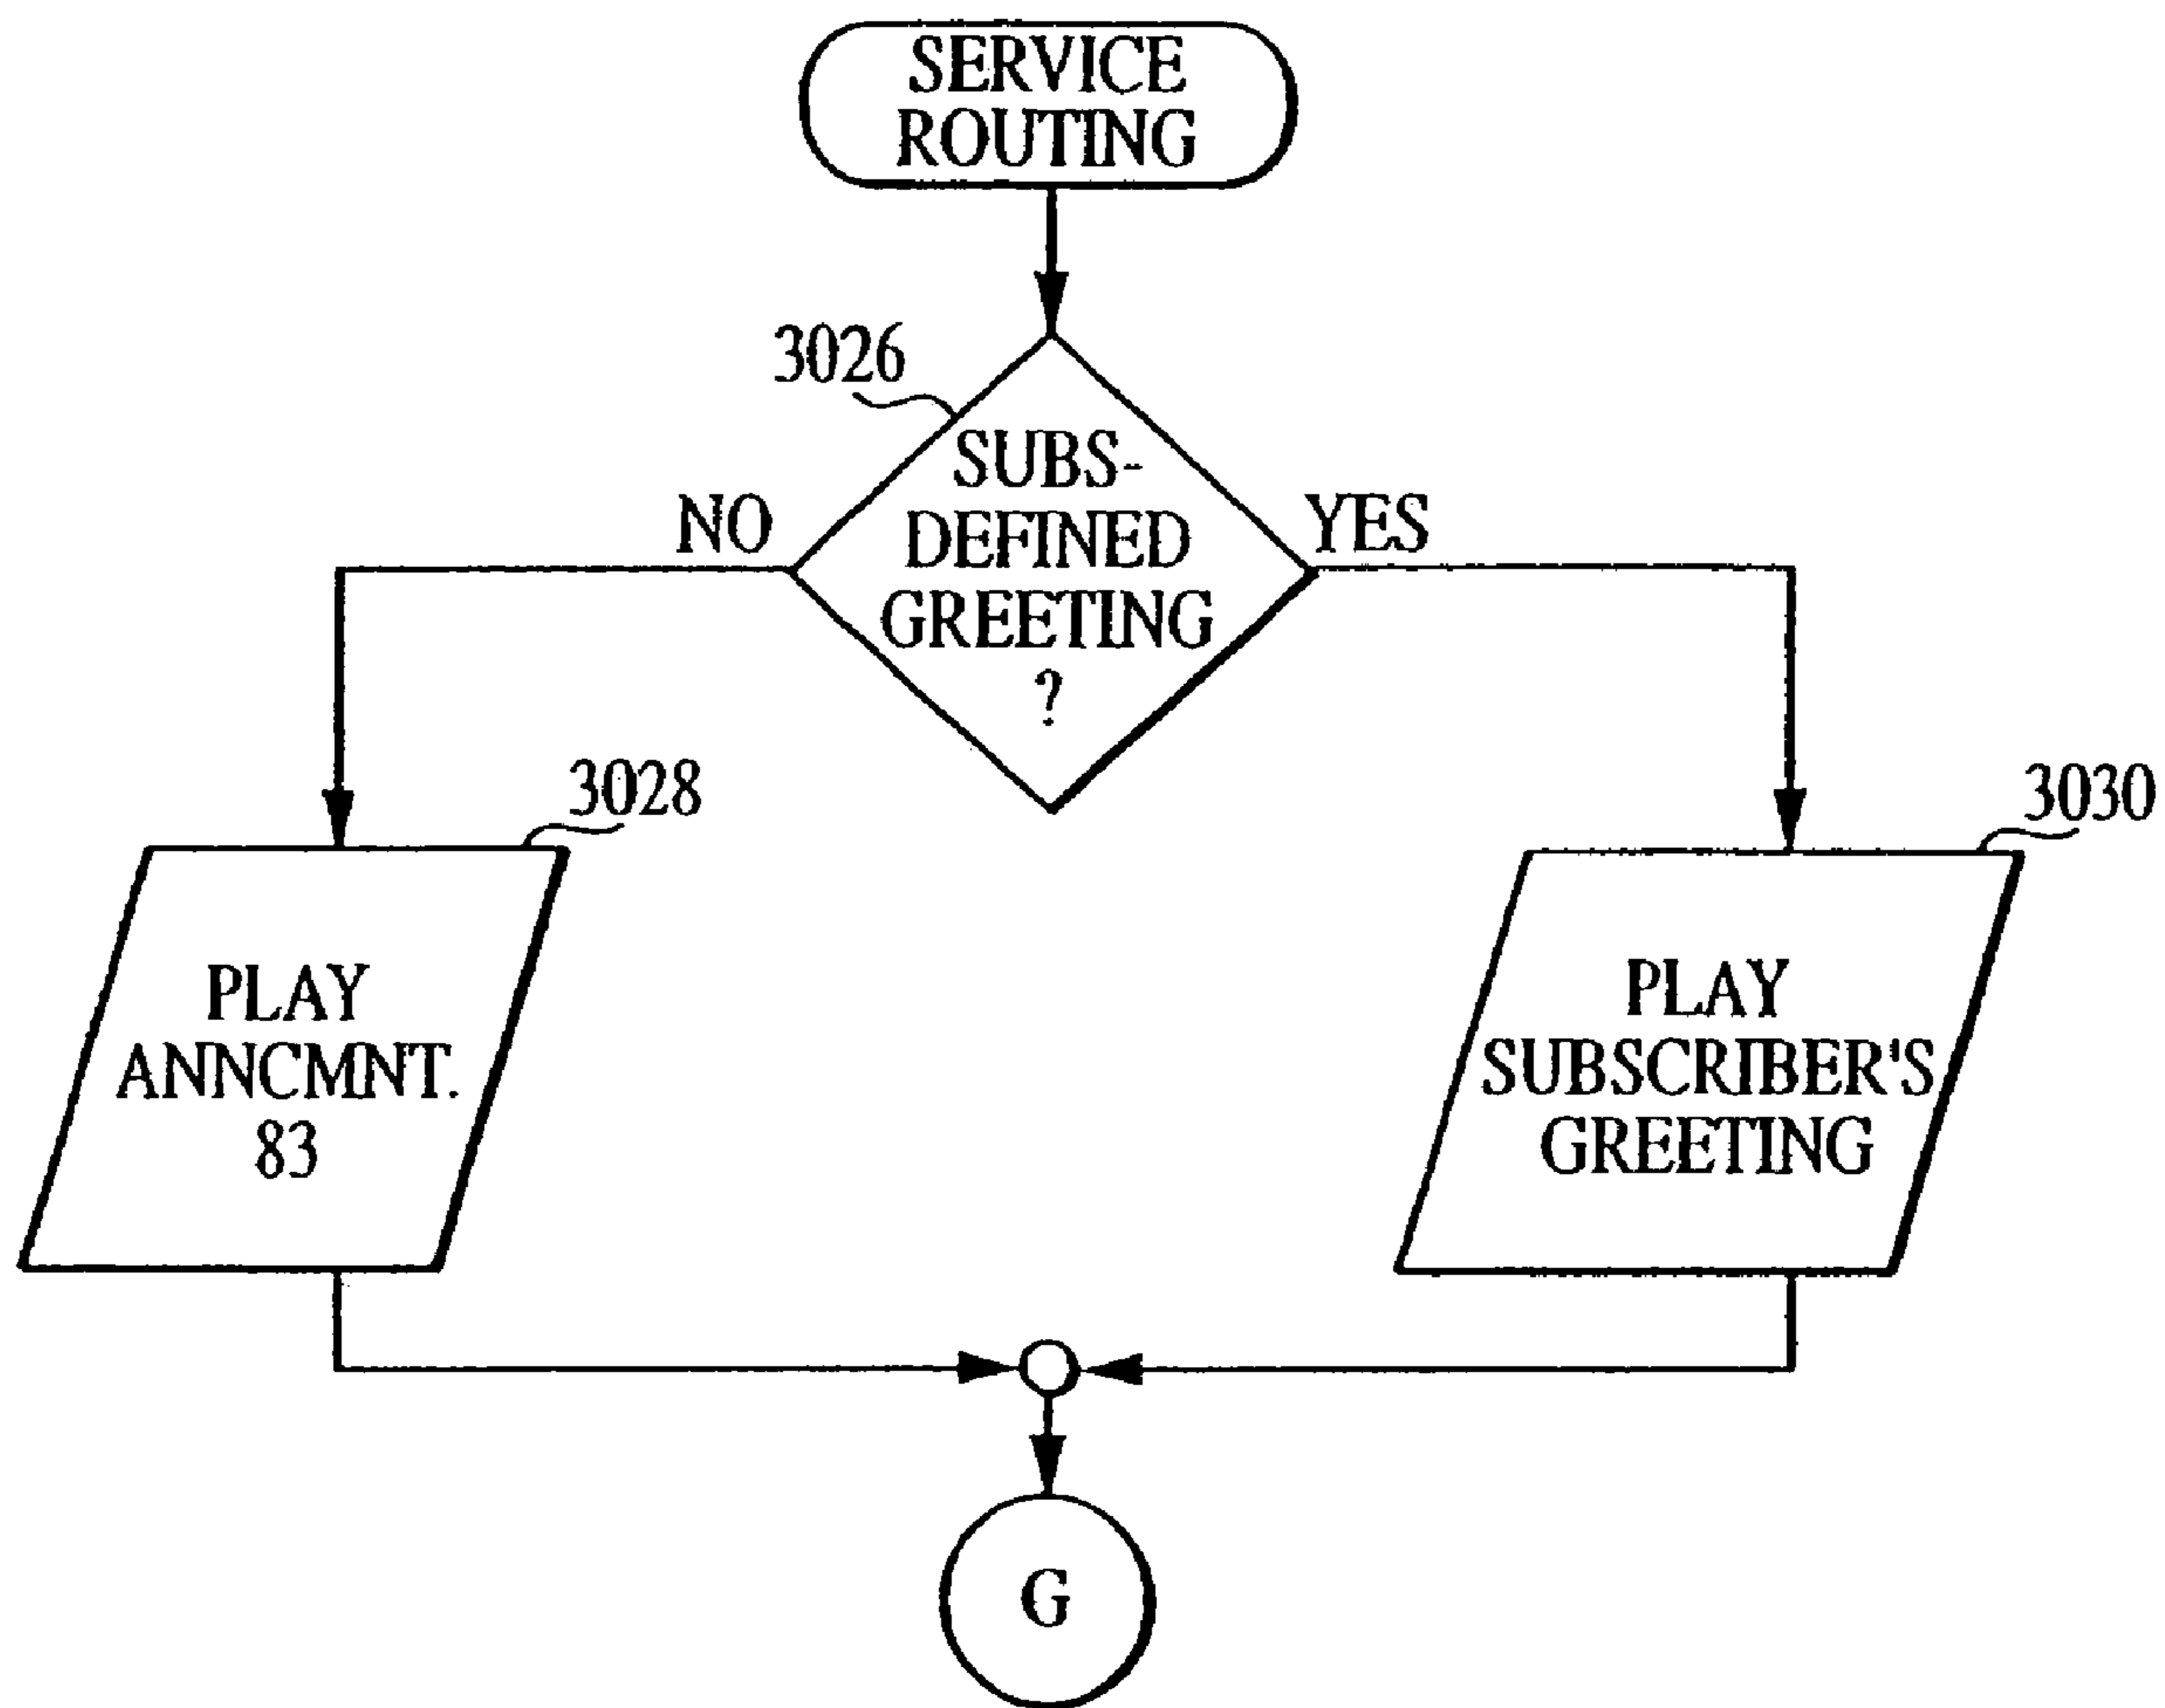 SERVICE
ROUTING
3026
SUBS-
DEFINED
GREETING
?
NO
YES
3028
PLAY
ANNCMNT.
83
3030
PLAY
SUBSCRIBER'S
GREETING
G